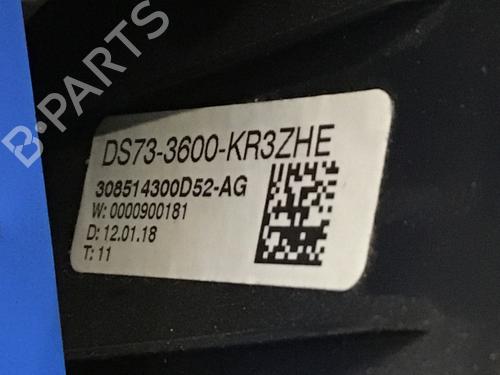 B-PARTS
DS73-3600-KR3ZHE
308514300D52-AG
W: 0000900181
D: 12.01.18
T: 11